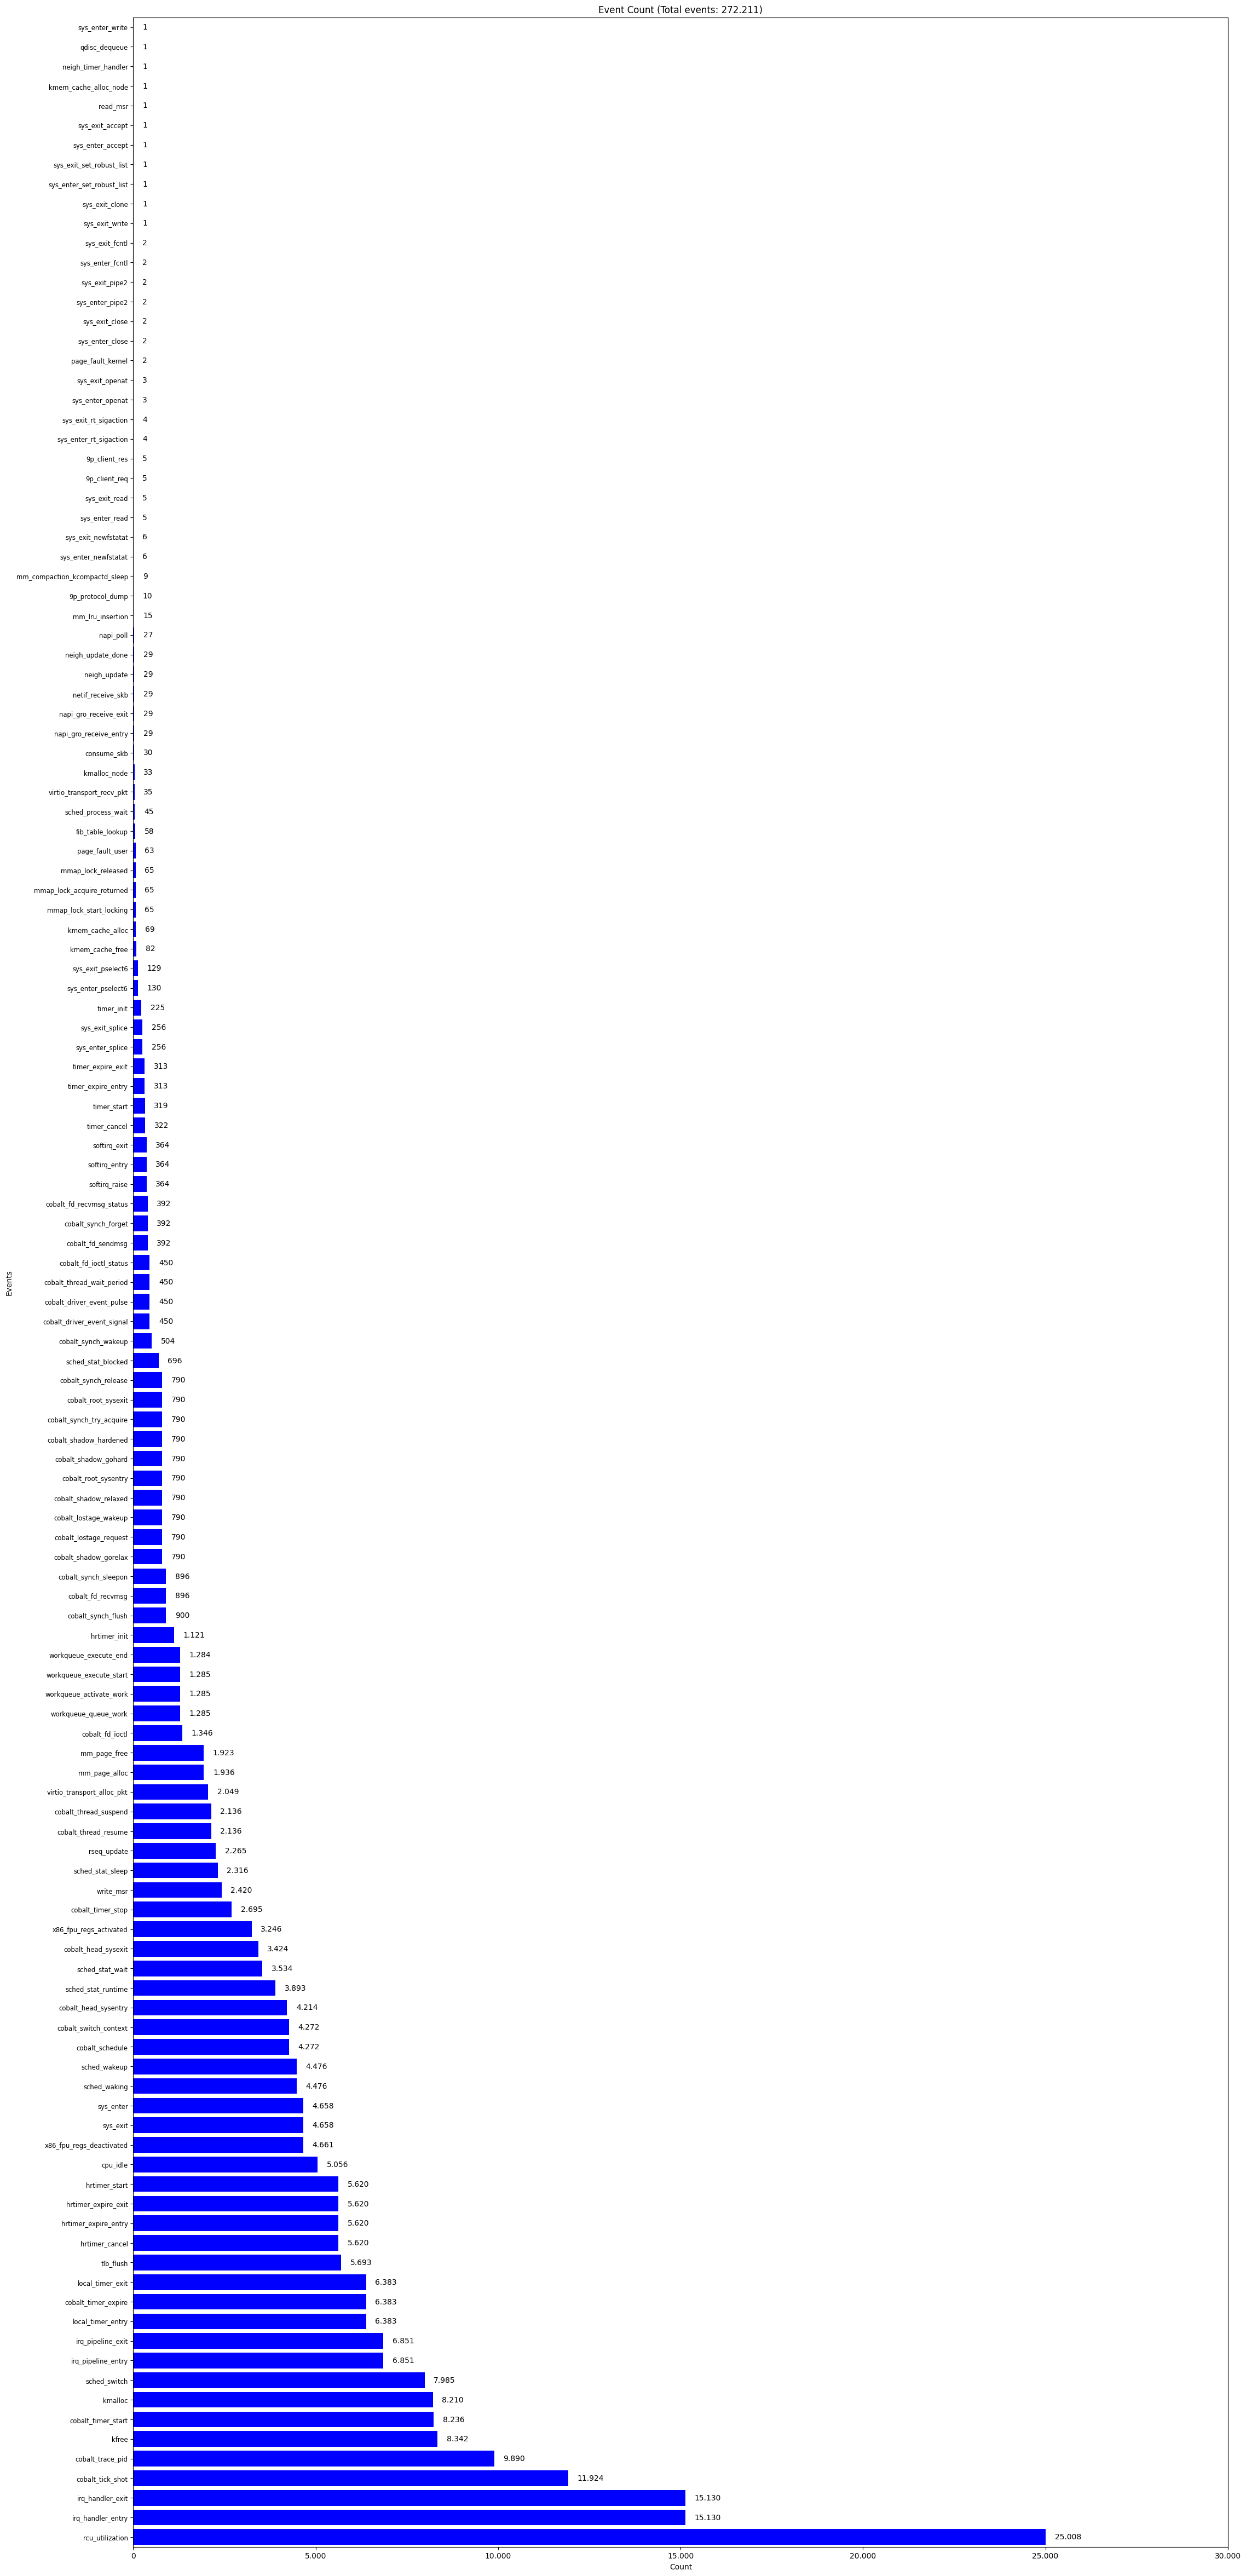 Event Count (Total events: 272.211)
sys_enter_write 1
qdisc_dequeue 1
neigh_timer_handler 1
kmem_cache_alloc_node 1
read_msr 1
sys_exit_accept 1
sys_enter_accept 1
sys_exit_set_robust_list 1
sys_enter_set_robust_list 1
sys_exit_clone 1
sys_exit_write 1
sys_exit_fcntl 2
sys_enter_fcntl 2
sys_exit_pipe2 2
sys_enter_pipe2 2
sys_exit_close 2
sys_enter_close 2
page_fault_kernel 2
sys_exit_openat 3
sys_enter_openat 3
sys_exit_rt_sigaction 4
sys_enter_rt_sigaction 4
9p_client_res 5
9p_client_req 5
sys_exit_read 5
sys_enter_read 5
sys_exit_newfstatat 6
sys_enter_newfstatat 6
mm_compaction_kcompactd_sleep 9
9p_protocol_dump 10
mm_lru_insertion 15
napi_poll 27
neigh_update_done 29
neigh_update 29
netif_receive_skb 29
napi_gro_receive_exit 29
napi_gro_receive_entry 29
consume_skb 30
kmalloc_node 33
virtio_transport_recv_pkt 35
sched_process_wait 45
fib_table_lookup 58
page_fault_user 63
mmap_lock_released 65
mmap_lock_acquire_returned 65
mmap_lock_start_locking 65
kmem_cache_alloc 69
kmem_cache_free 82
sys_exit_pselect6 129
sys_enter_pselect6 130
timer_init 225
sys_exit_splice 256
sys_enter_splice 256
timer_expire_exit 313
timer_expire_entry 313
timer_start 319
timer_cancel 322
softirq_exit 364
softirq_entry 364
softirq_raise 364
cobalt_fd_recvmsg_status 392
cobalt_synch_forget 392
cobalt_fd_sendmsg 392
cobalt_fd_ioctl_status 450
cobalt_thread_wait_period 450
cobalt_driver_event_pulse 450
cobalt_driver_event_signal 450
cobalt_synch_wakeup 504
sched_stat_blocked 696
cobalt_synch_release 790
cobalt_root_sysexit 790
cobalt_synch_try_acquire 790
cobalt_shadow_hardened 790
cobalt_shadow_gohard 790
cobalt_root_sysentry 790
cobalt_shadow_relaxed 790
cobalt_lostage_wakeup 790
cobalt_lostage_request 790
cobalt_shadow_gorelax 790
cobalt_synch_sleepon 896
cobalt_fd_recvmsg 896
cobalt_synch_flush 900
hrtimer_init 1.121
workqueue_execute_end 1.284
workqueue_execute_start 1.285
workqueue_activate_work 1.285
workqueue_queue_work 1.285
cobalt_fd_ioctl 1.346
mm_page_free 1.923
mm_page_alloc 1.936
virtio_transport_alloc_pkt 2.049
cobalt_thread_suspend 2.136
cobalt_thread_resume 2.136
rseq_update 2.265
sched_stat_sleep 2.316
write_msr 2.420
cobalt_timer_stop 2.695
x86_fpu_regs_activated 3.246
cobalt_head_sysexit 3.424
sched_stat_wait 3.534
sched_stat_runtime 3.893
cobalt_head_sysentry 4.214
cobalt_switch_context 4.272
cobalt_schedule 4.272
sched_wakeup 4.476
sched_waking 4.476
sys_enter 4.658
sys_exit 4.658
x86_fpu_regs_deactivated 4.661
cpu_idle 5.056
hrtimer_start 5.620
hrtimer_expire_exit 5.620
hrtimer_expire_entry 5.620
hrtimer_cancel 5.620
tlb_flush 5.693
local_timer_exit 6.383
cobalt_timer_expire 6.383
local_timer_entry 6.383
irq_pipeline_exit 6.851
irq_pipeline_entry 6.851
sched_switch 7.985
kmalloc 8.210
cobalt_timer_start 8.236
kfree 8.342
cobalt_trace_pid 9.890
cobalt_tick_shot 11.924
irq_handler_exit 15.130
irq_handler_entry 15.130
rcu_utilization 25.008
0 5.000 10.000 15.000 20.000 25.000 30.000
Count
Events